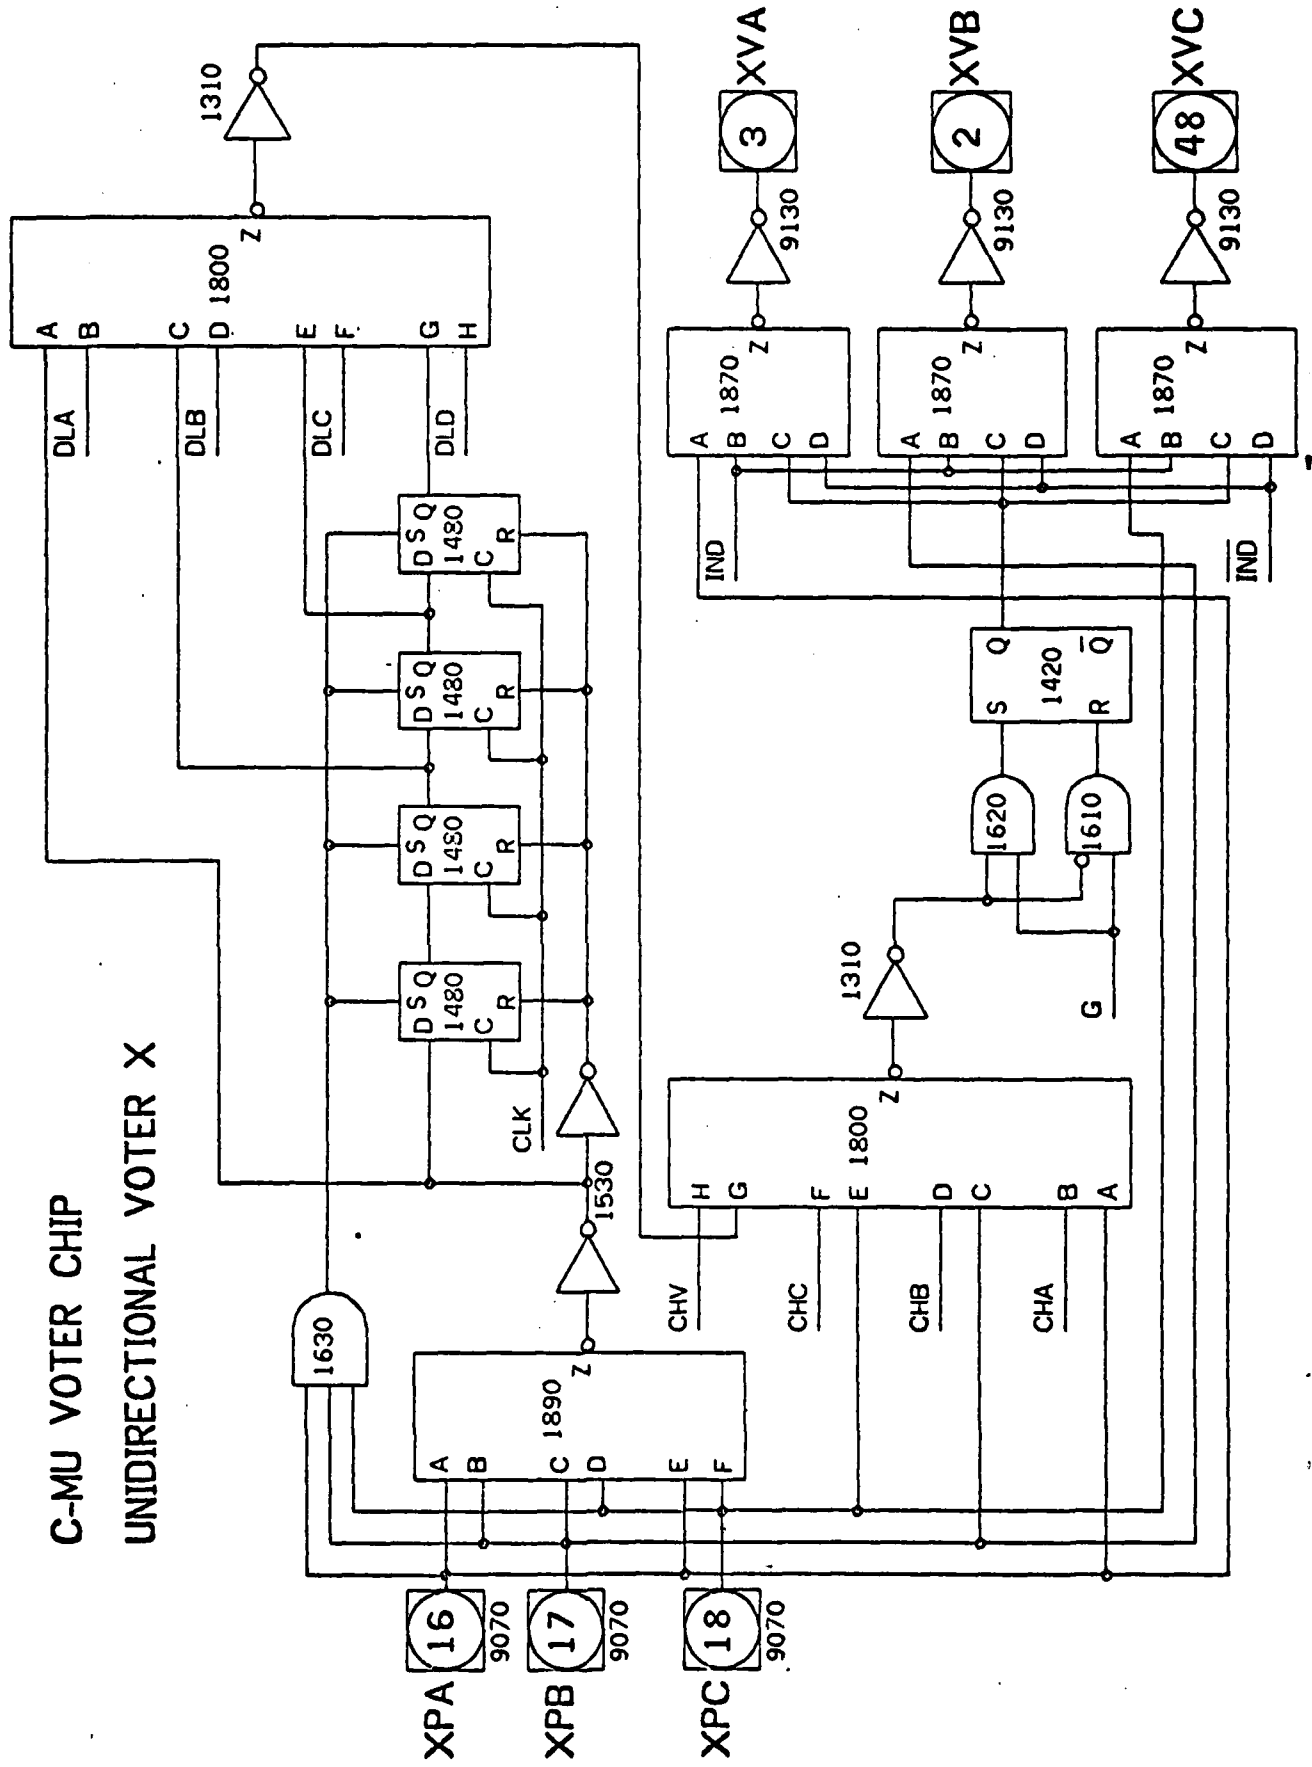 C-MU VOTER CHIP
UNIDIRECTIONAL VOTER X
XPA
16
9070
XPB
17
9070
XPC
18
9070
1630
A
B
C
D
E
F
1890
Z
1530
CLK
D S Q
1480
C
R
D S Q
1480
C
R
D S Q
1480
C
R
D S Q
1480
C
R
DLA
DLB
DLC
DLD
A
B
C
D
E
F
G
H
1800
Z
1310
CHV
CHC
CHB
CHA
H
G
F
E
D
C
B
A
1800
Z
1310
G
1620
1610
S
R
1420
Q
Q̅
IND
I̅N̅D̅
A
B
C
D
1870
Z
9130
3
XVA
A
B
C
D
1870
Z
9130
2
XVB
A
B
C
D
1870
Z
9130
48
XVC